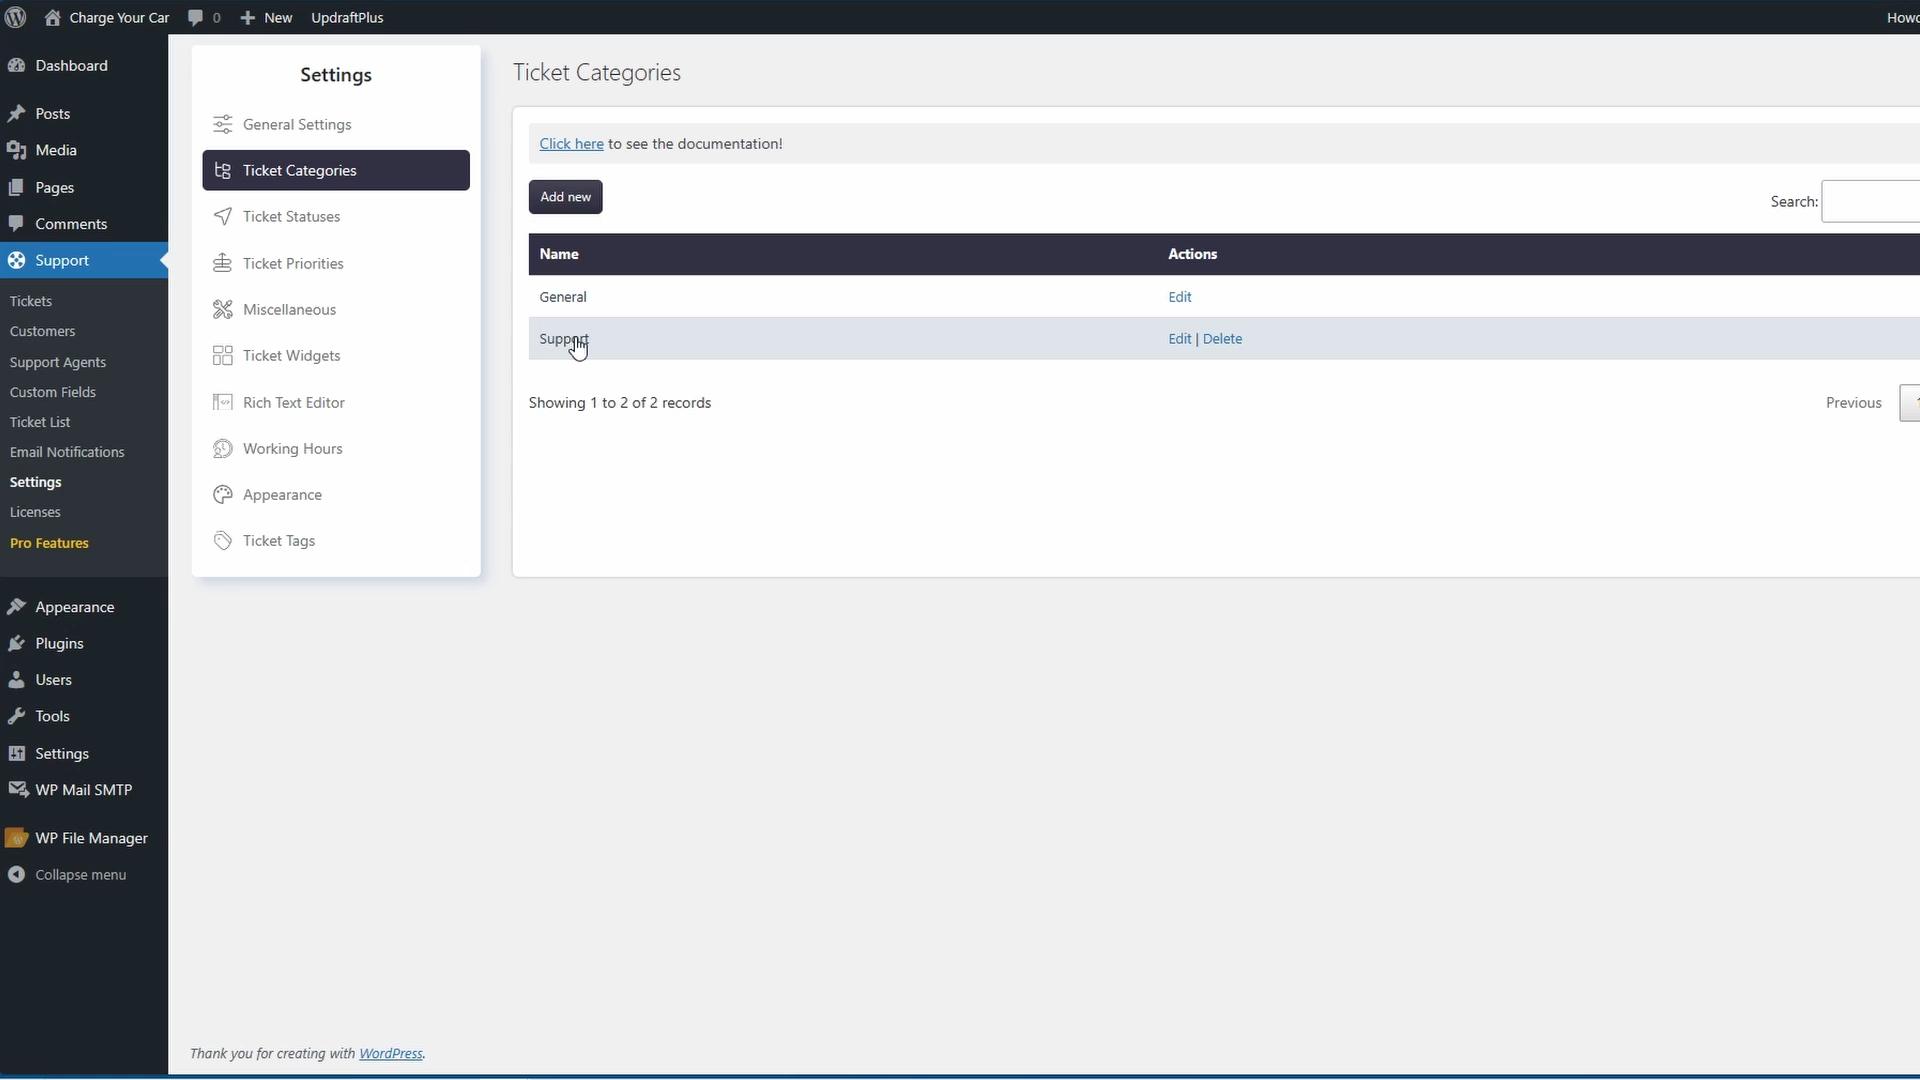 Charge Your Car
0
New
UpdraftPlus
Dashboard
Posts
Media
Pages
Comments
Support
Tickets
Customers
Support Agents
Custom Fields
Ticket List
Email Notifications
Settings
Licenses
Pro Features
Appearance
Plugins
Users
Tools
Settings
WP Mail SMTP
WP File Manager
Collapse menu
Settings
General Settings
Ticket Categories
Ticket Statuses
Ticket Priorities
Miscellaneous
Ticket Widgets
Rich Text Editor
Working Hours
Appearance
Ticket Tags
Ticket Categories
Click here to see the documentation!
Add new
Search:
Name Actions
General Edit
Support Edit | Delete
Showing 1 to 2 of 2 records
Previous
Thank you for creating with WordPress.